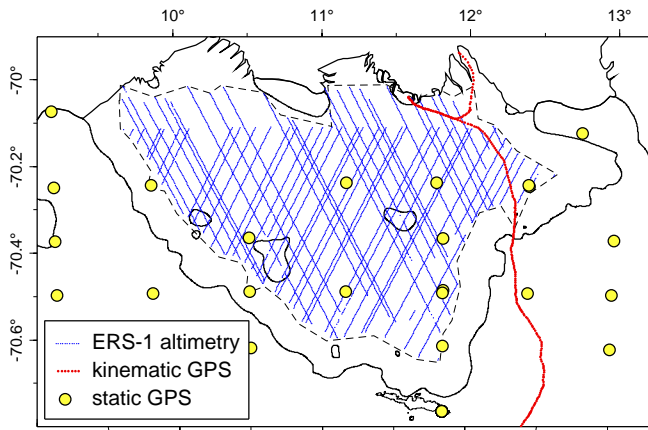 10° 11° 12° 13°
-70°
-70.2°
-70.4°
-70.6°
ERS-1 altimetry
kinematic GPS
static GPS